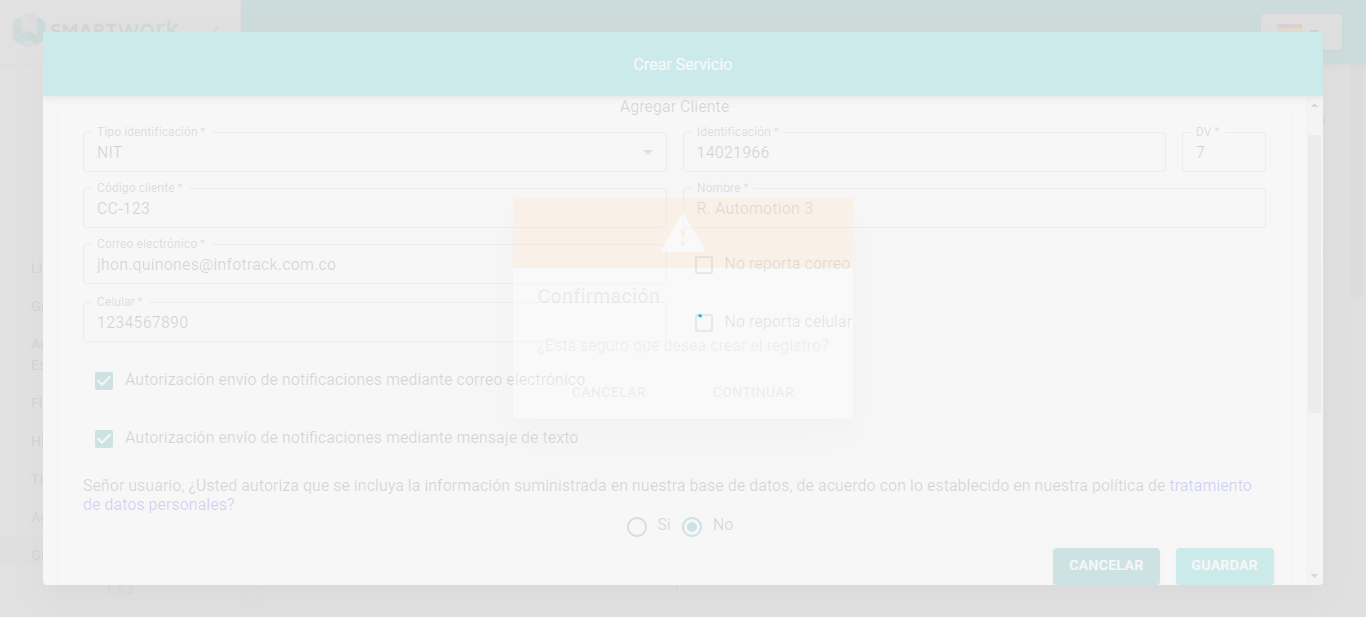 SMARTWORK
Crear Servicio
Agregar Cliente
Tipo identificación *
NIT
Identificación *
14021966
DV *
7
Código cliente *
CC-123
Nombre *
R. Automotion 3
Correo electrónico *
jhon.quinones@infotrack.com.co
No reporta correo
Confirmación
Celular *
1234567890
No reporta celular
¿Está seguro que desea crear el registro?
Autorización envío de notificaciones mediante correo electrónico
CANCELAR
CONTINUAR
Autorización envío de notificaciones mediante mensaje de texto
Señor usuario, ¿Usted autoriza que se incluya la información suministrada en nuestra base de datos, de acuerdo con lo establecido en nuestra política de tratamiento
de datos personales?
Si
No
CANCELAR
GUARDAR